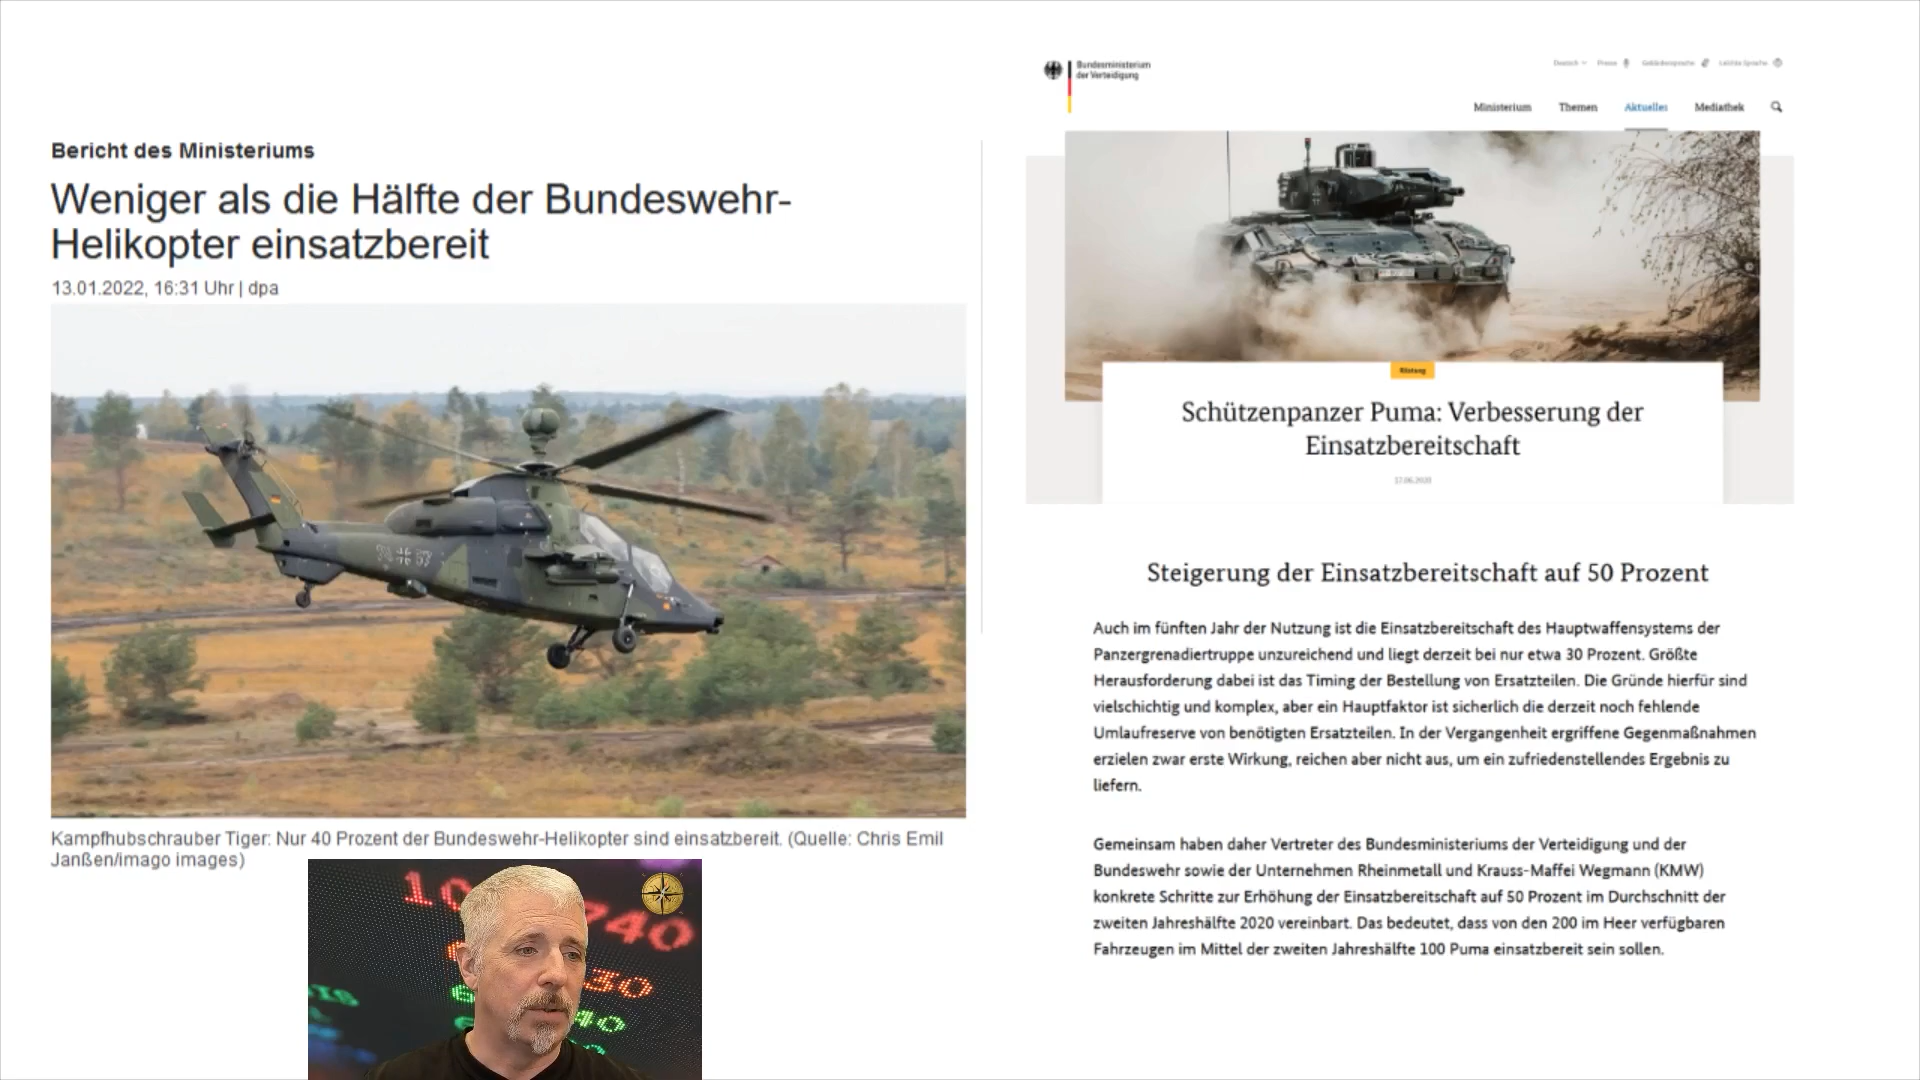 Bericht des Ministeriums
Weniger als die Hälfte der Bundeswehr-
Helikopter einsatzbereit
13.01.2022, 16:31 Uhr | dpa
Kampfhubschrauber Tiger: Nur 40 Prozent der Bundeswehr-Helikopter sind einsatzbereit. (Quelle: Chris Emil
Janßen/imago images)
Bundesministerium
der Verteidigung
Deutsch Presse Gebärdensprache Leichte Sprache
Ministerium Themen Aktuelles Mediathek
Rüstung
Schützenpanzer Puma: Verbesserung der
Einsatzbereitschaft
Steigerung der Einsatzbereitschaft auf 50 Prozent
Auch im fünften Jahr der Nutzung ist die Einsatzbereitschaft des Hauptwaffensystems der
Panzergrenadiertruppe unzureichend und liegt derzeit bei nur etwa 30 Prozent. Größte
Herausforderung dabei ist das Timing der Bestellung von Ersatzteilen. Die Gründe hierfür sind
vielschichtig und komplex, aber ein Hauptfaktor ist sicherlich die derzeit noch fehlende
Umlaufreserve von benötigten Ersatzteilen. In der Vergangenheit ergriffene Gegenmaßnahmen
erzielen zwar erste Wirkung, reichen aber nicht aus, um ein zufriedenstellendes Ergebnis zu
liefern.
Gemeinsam haben daher Vertreter des Bundesministeriums der Verteidigung und der
Bundeswehr sowie der Unternehmen Rheinmetall und Krauss-Maffei Wegmann (KMW)
konkrete Schritte zur Erhöhung der Einsatzbereitschaft auf 50 Prozent im Durchschnitt der
zweiten Jahreshälfte 2020 vereinbart. Das bedeutet, dass von den 200 im Heer verfügbaren
Fahrzeugen im Mittel der zweiten Jahreshälfte 100 Puma einsatzbereit sein sollen.